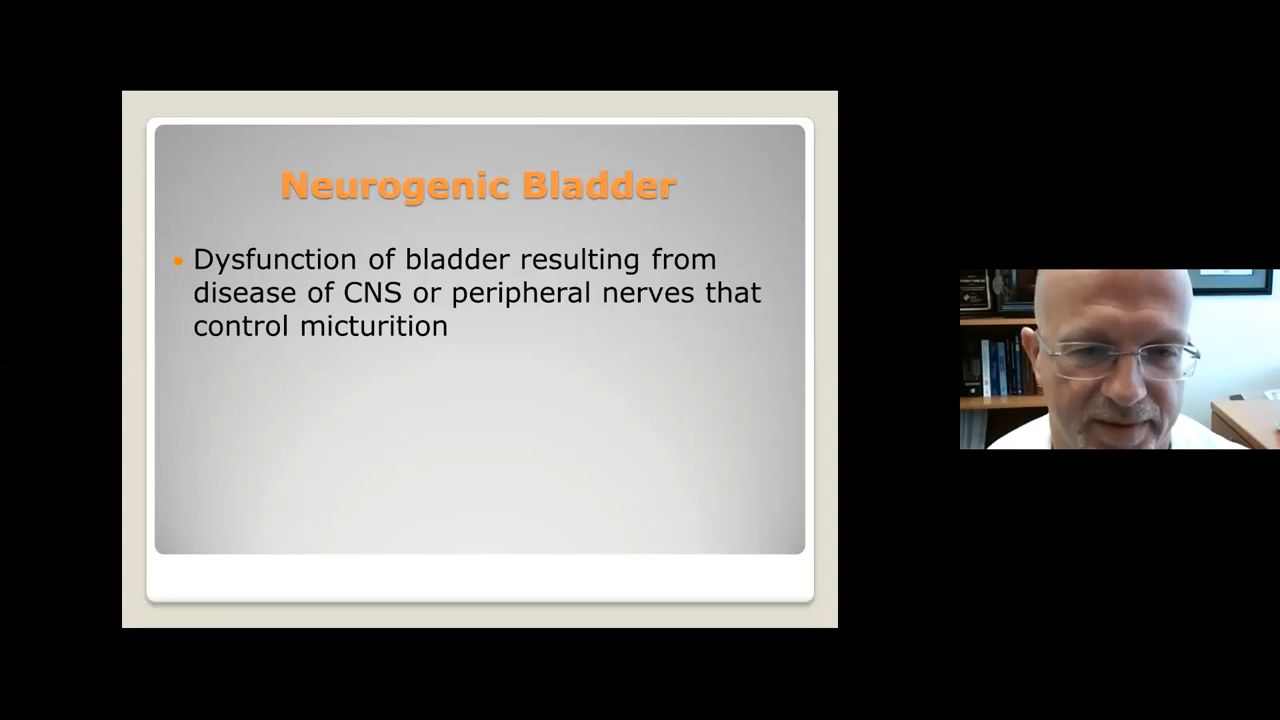 Neurogenic Bladder
Dysfunction of bladder resulting from
disease of CNS or peripheral nerves that
control micturition